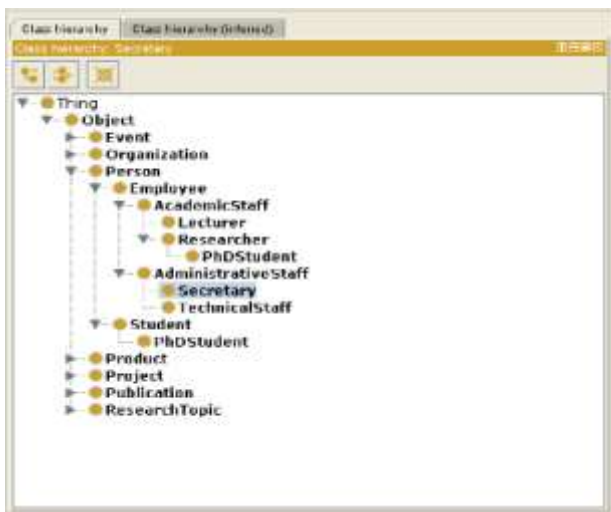 Class hierarchy Class hierarchy (inferred)
Class hierarchy: Secretary
Thing
Object
Event
Organization
Person
Employee
AcademicStaff
Lecturer
Researcher
PhDStudent
AdministrativeStaff
Secretary
TechnicalStaff
Student
PhDStudent
Product
Project
Publication
ResearchTopic